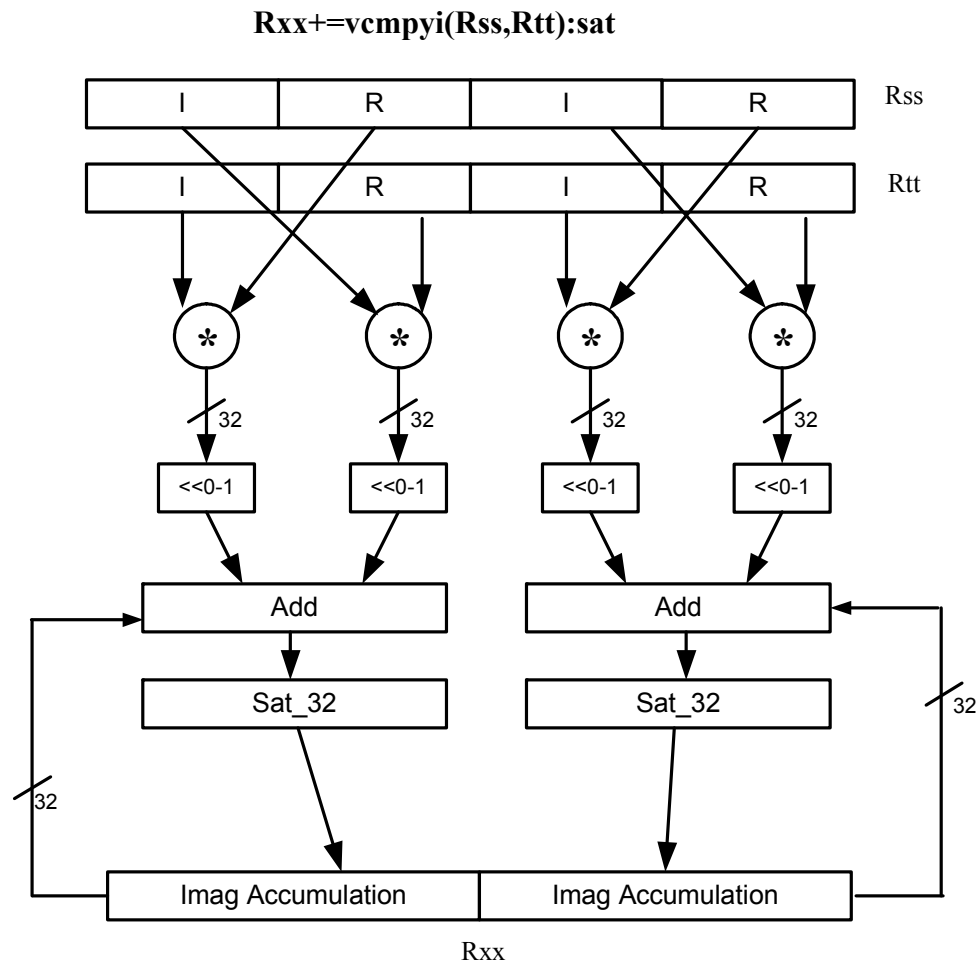 Rxx+=vcmpyi(Rss,Rtt):sat
I R I R Rss
I R I R Rtt
* * * *
32 32 32 32
<<0-1 <<0-1 <<0-1 <<0-1
Add Add
Sat_32 Sat_32
32
32
Imag Accumulation Imag Accumulation
Rxx